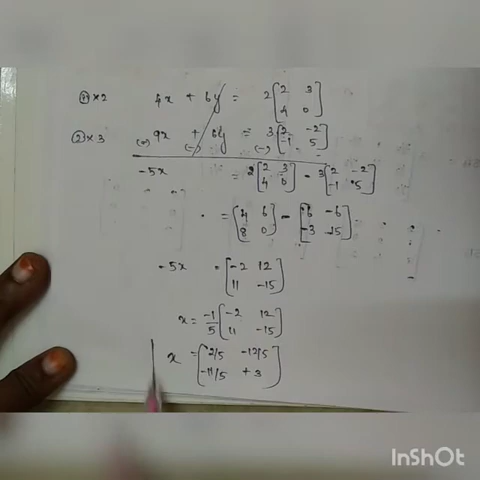 ① ×2 4x + 6y = 2 [2 3
4 0]
② ×3 9x + 6y = 3 [2 -2
-1 5]
(-) (-) (-)
-5x = 2 [2 3
4 0] - 3 [2 -2
-1 5]
= [4 6
8 0] - [6 -6
-3 15]
-5x = [-2 12
11 -15]
x = -1/5 [-2 12
11 -15]
x = [2/5 -12/5
-11/5 +3]
InShOt